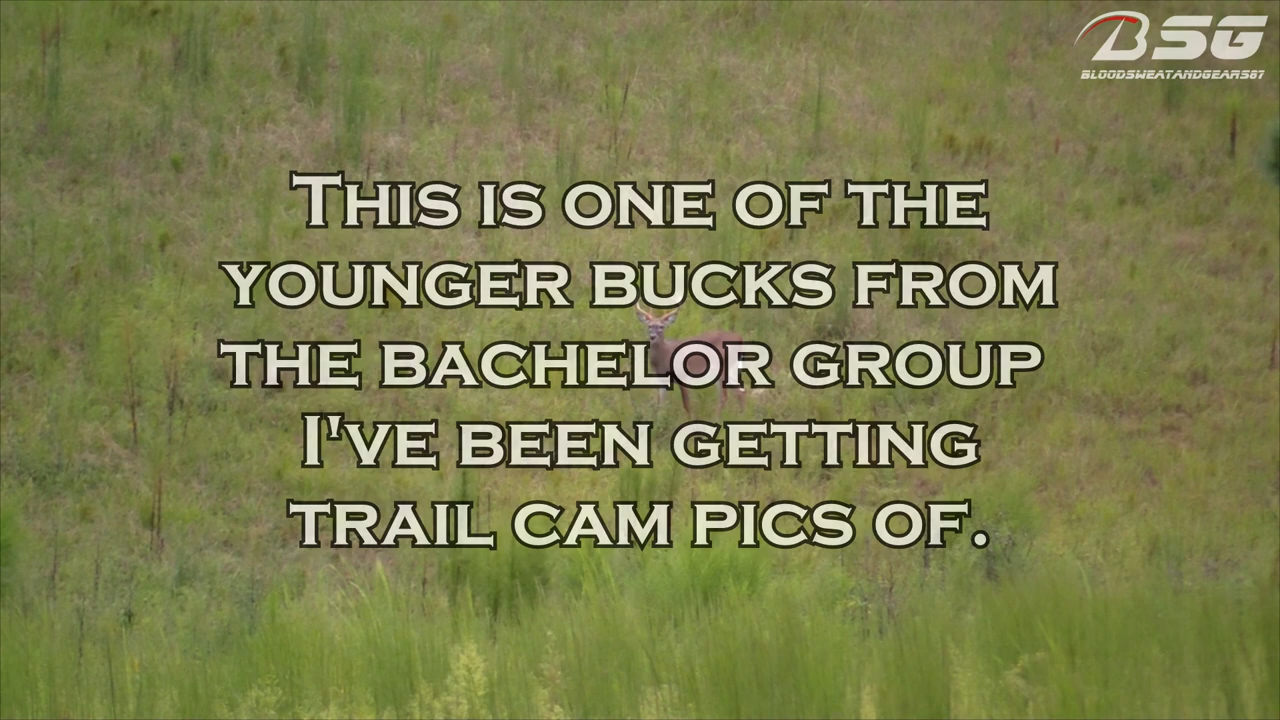 BSG
BLOODSWEATANDGEARS87
THIS IS ONE OF THE
YOUNGER BUCKS FROM
THE BACHELOR GROUP
I'VE BEEN GETTING
TRAIL CAM PICS OF.